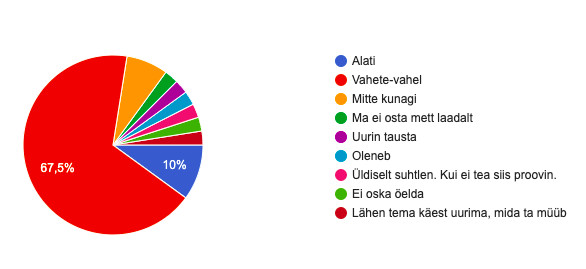 67,5%
10%
Alati
Vahete-vahel
Mitte kunagi
Ma ei osta mett laadalt
Uurin tausta
Oleneb
Üldiselt suhtlen. Kui ei tea siis proovin.
Ei oska öelda
Lähen tema käest uurima, mida ta müüb